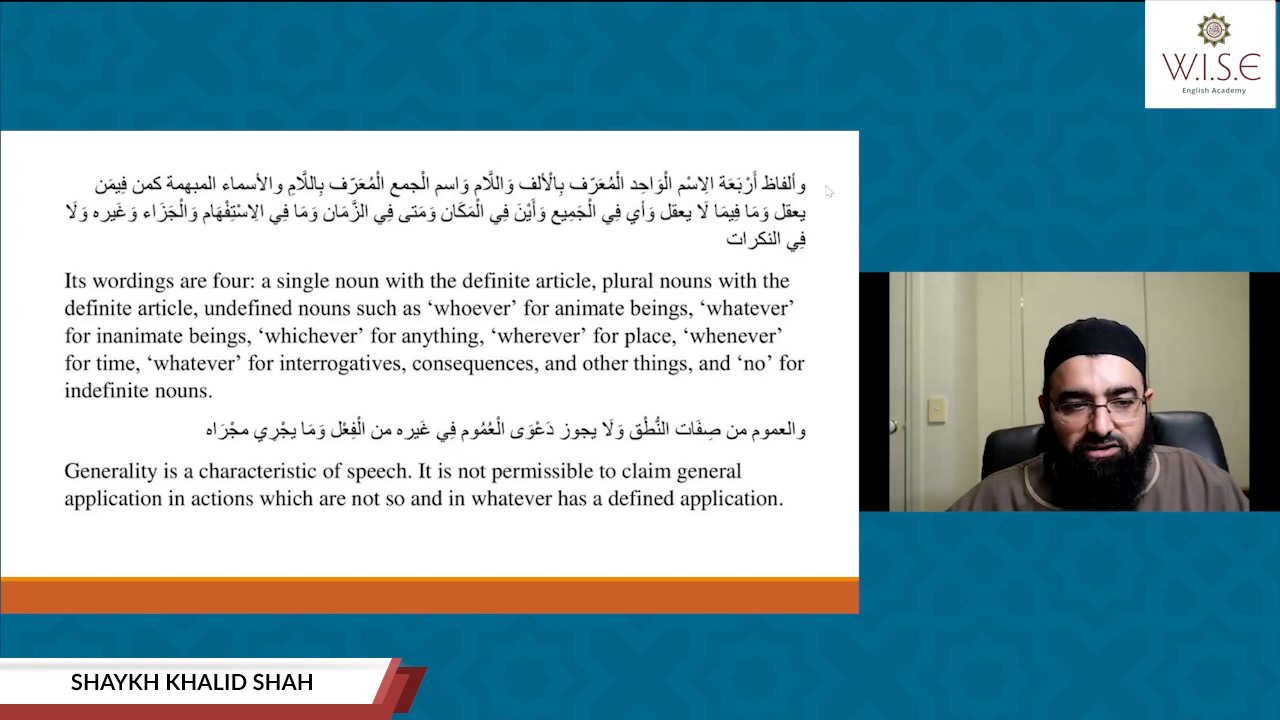 W.I.S.E
English Academy
وألفاظ أَرْبَعَة الِاسْم الْوَاحِد الْمُعَرّف بِالْألف وَاللَّام وَاسم الْجمع الْمُعَرّف بِاللَّامِ والأسماء المبهمة كمن فِيمَن
يعقل وَمَا فِيمَا لَا يعقل وَأي فِي الْجَمِيع وَأَيْنَ فِي الْمَكَان وَمَتى فِي الزَّمَان وَمَا فِي الِاسْتِفْهَام وَالْجَزَاء وَغَيره وَلَا
فِي النكرات
Its wordings are four: a single noun with the definite article, plural nouns with the
definite article, undefined nouns such as ‘whoever’ for animate beings, ‘whatever’
for inanimate beings, ‘whichever’ for anything, ‘wherever’ for place, ‘whenever’
for time, ‘whatever’ for interrogatives, consequences, and other things, and ‘no’ for
indefinite nouns.
والعموم من صِفَات النُّطْق وَلَا يجوز دَعْوَى الْعُمُوم فِي غَيره من الْفِعْل وَمَا يجْرِي مجْرَاه
Generality is a characteristic of speech. It is not permissible to claim general
application in actions which are not so and in whatever has a defined application.
SHAYKH KHALID SHAH